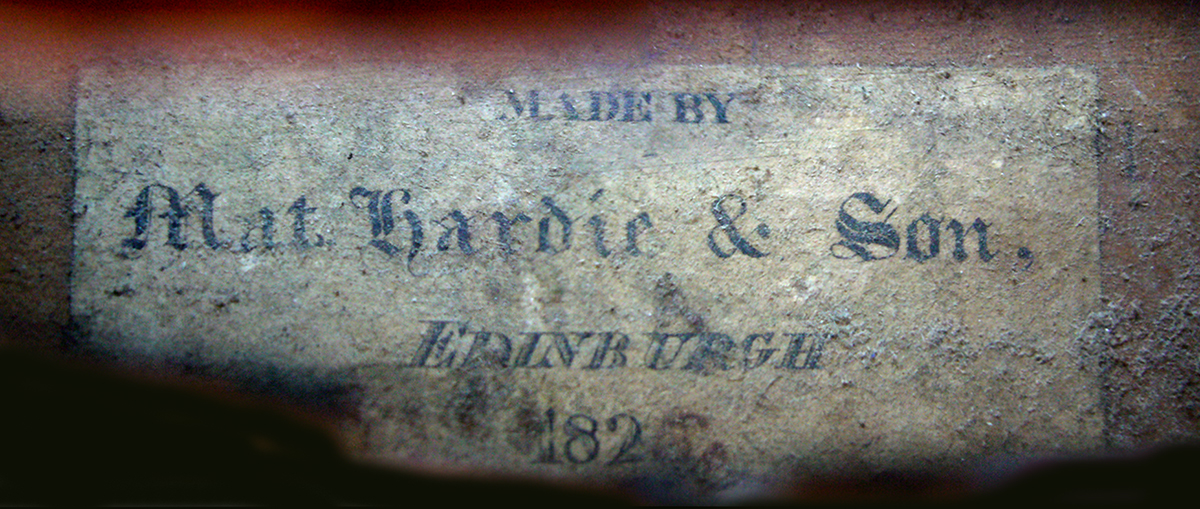 MADE BY
Mat Hardie & Son,
EDINBURGH
182